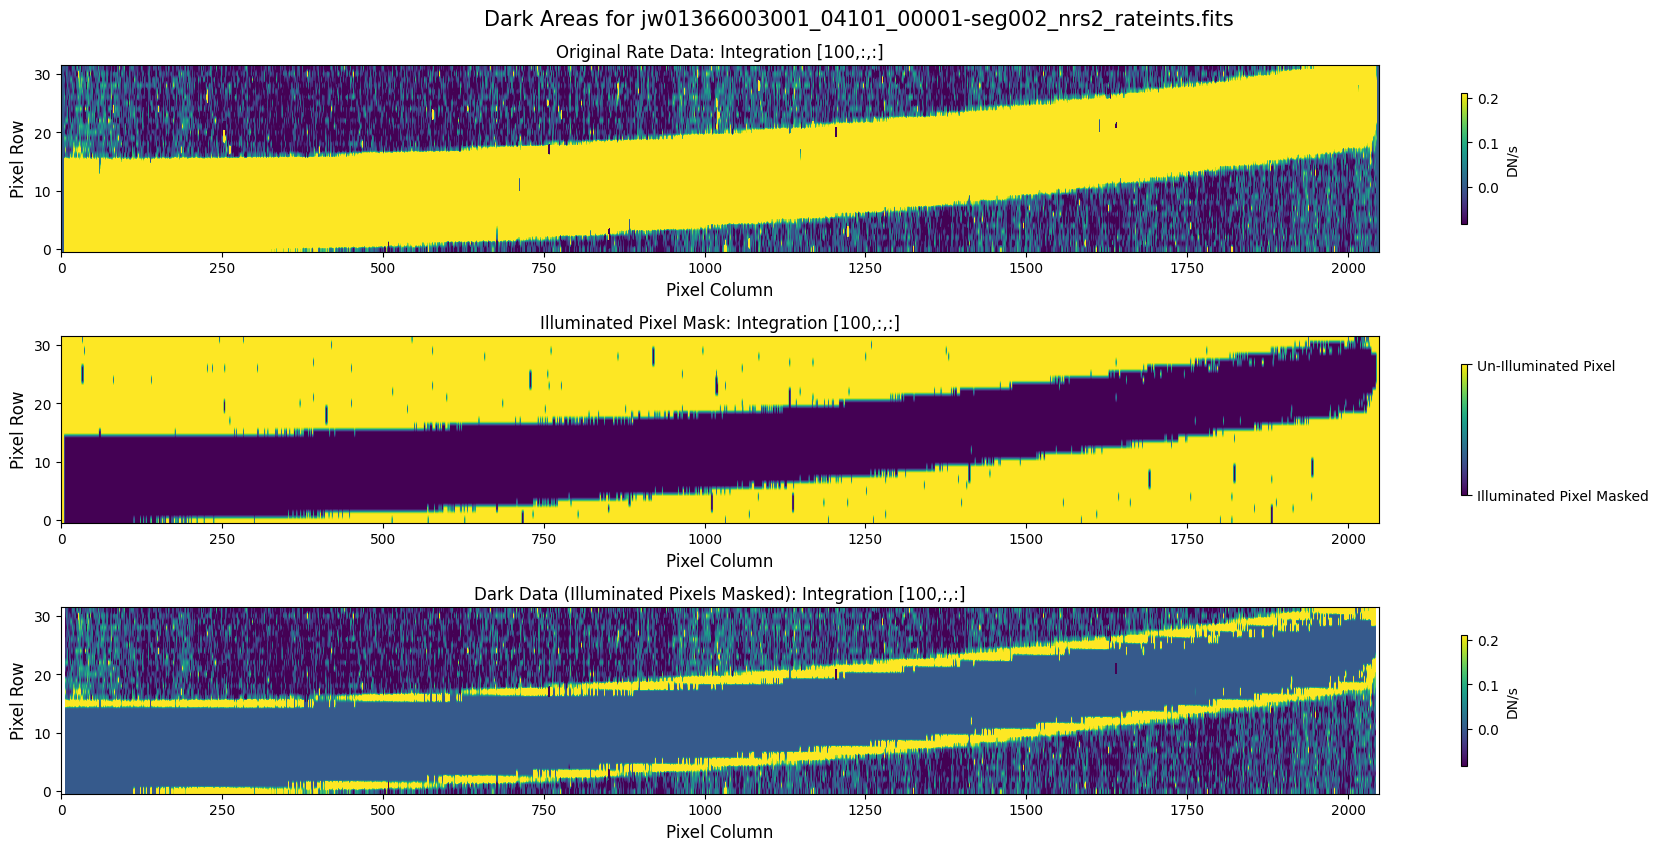 Dark Areas for jw01366003001_04101_00001-seg002_nrs2_rateints.fits
Original Rate Data: Integration [100,:,:]
Pixel Row
30
20
10
0
0 250 500 750 1000 1250 1500 1750 2000
Pixel Column
0.2
0.1
0.0
DN/s
Illuminated Pixel Mask: Integration [100,:,:]
Pixel Row
30
20
10
0
0 250 500 750 1000 1250 1500 1750 2000
Pixel Column
Un-Illuminated Pixel
Illuminated Pixel Masked
Dark Data (Illuminated Pixels Masked): Integration [100,:,:]
Pixel Row
30
20
10
0
0 250 500 750 1000 1250 1500 1750 2000
Pixel Column
0.2
0.1
0.0
DN/s